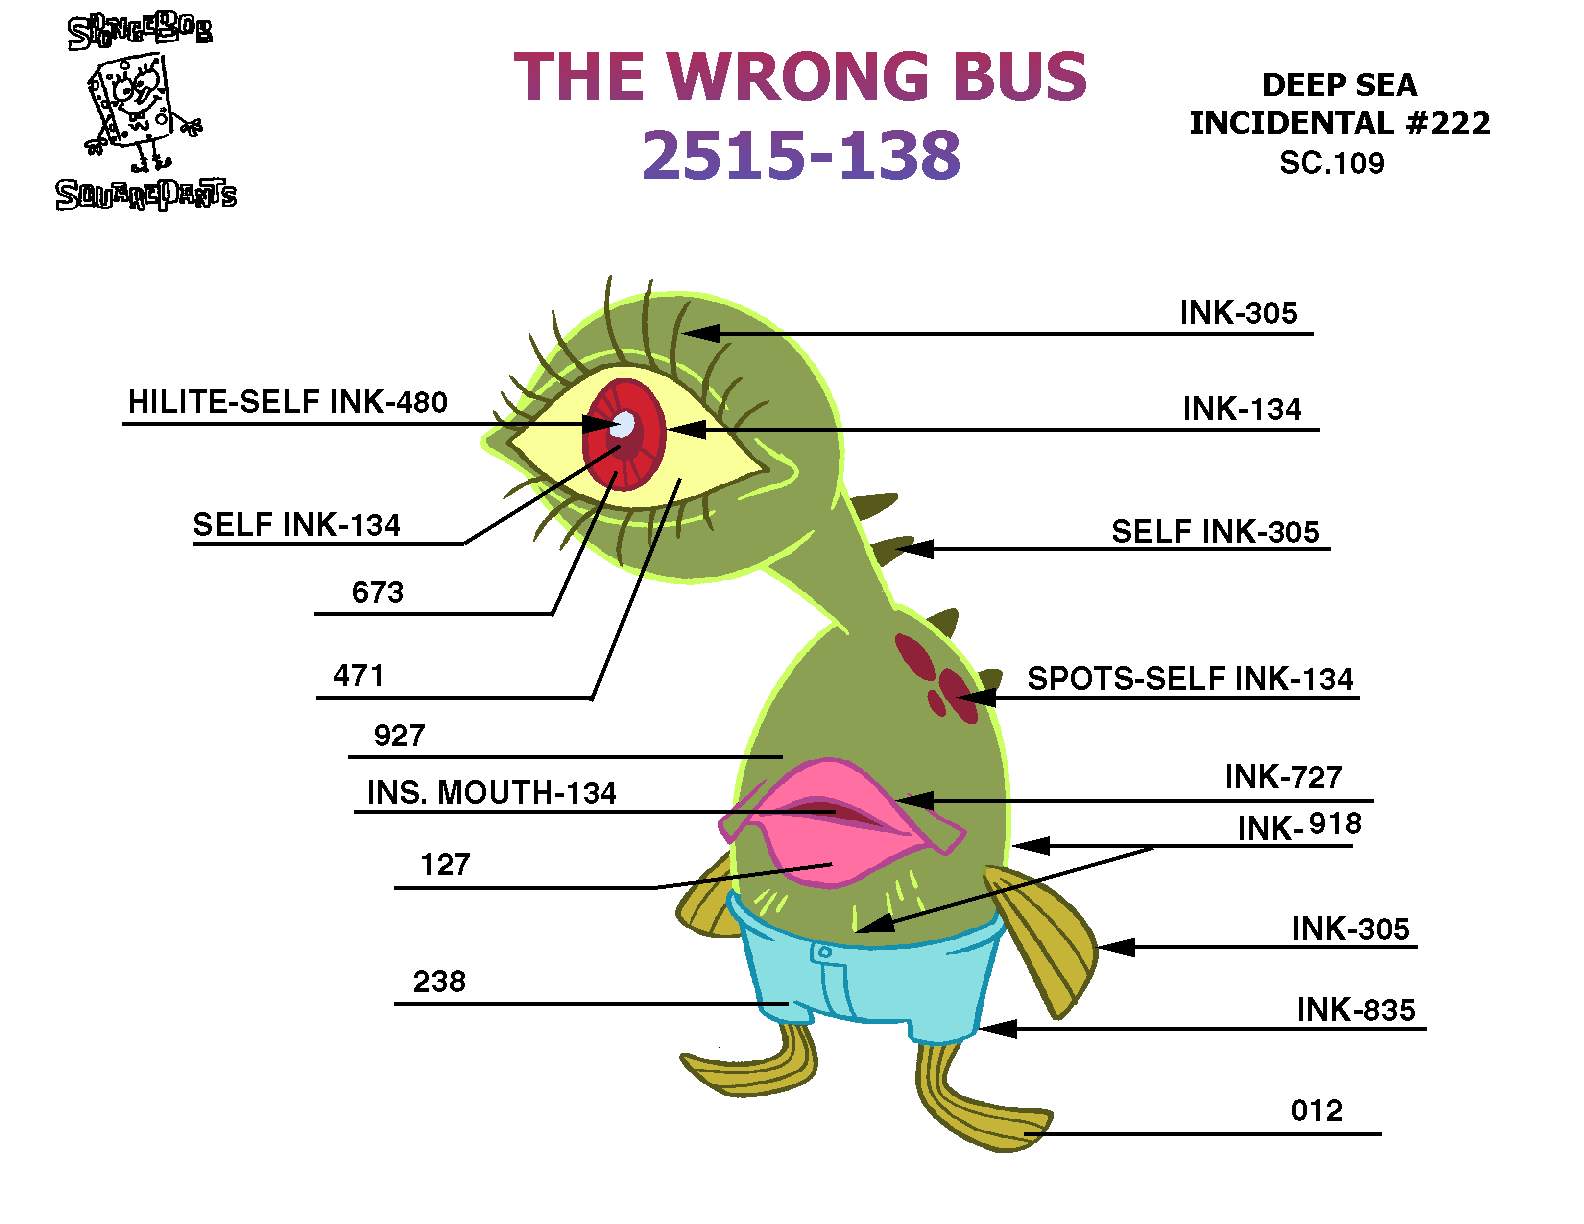 SPONGEBOB
SQUAREPANTS
THE WRONG BUS
2515-138
DEEP SEA
INCIDENTAL #222
SC.109
HILITE-SELF INK-480
SELF INK-134
673
471
927
INS. MOUTH-134
127
238
INK-305
INK-134
SELF INK-305
SPOTS-SELF INK-134
INK-727
INK-918
INK-305
INK-835
012